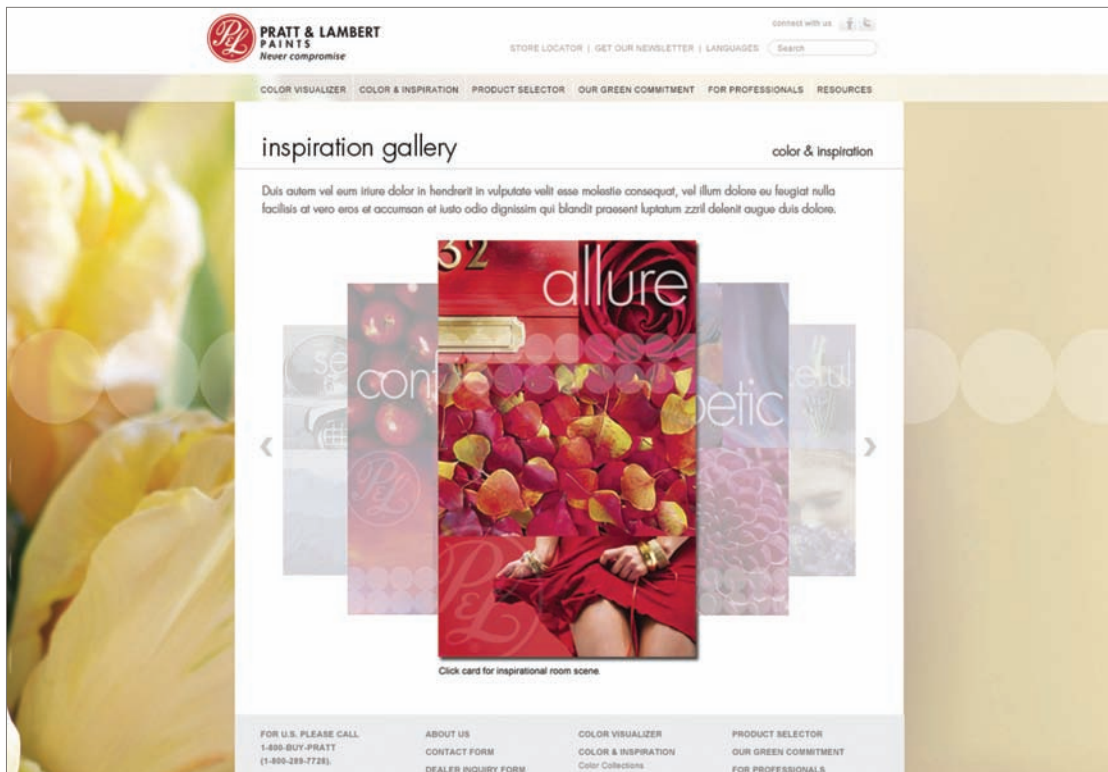 connect with us
PRATT & LAMBERT
PAINTS
Never compromise
STORE LOCATOR | GET OUR NEWSLETTER | LANGUAGES Search
COLOR VISUALIZER COLOR & INSPIRATION PRODUCT SELECTOR OUR GREEN COMMITMENT FOR PROFESSIONALS RESOURCES
inspiration gallery
color & inspiration
Duis autem vel eum iriure dolor in hendrerit in vulputate velit esse molestie consequat, vel illum dolore eu feugiat nulla
facilisis at vero eros et accumsan et iusto odio dignissim qui blandit praesent luptatum zzril delenit augue duis dolore.
32
allure
se
con
petic
eful
P&L
P&L
Click card for inspirational room scene.
FOR U.S. PLEASE CALL
1-800-BUY-PRATT
(1-800-289-7728).
ABOUT US
CONTACT FORM
DEALER INQUIRY FORM
COLOR VISUALIZER
COLOR & INSPIRATION
Color Collections
PRODUCT SELECTOR
OUR GREEN COMMITMENT
FOR PROFESSIONALS